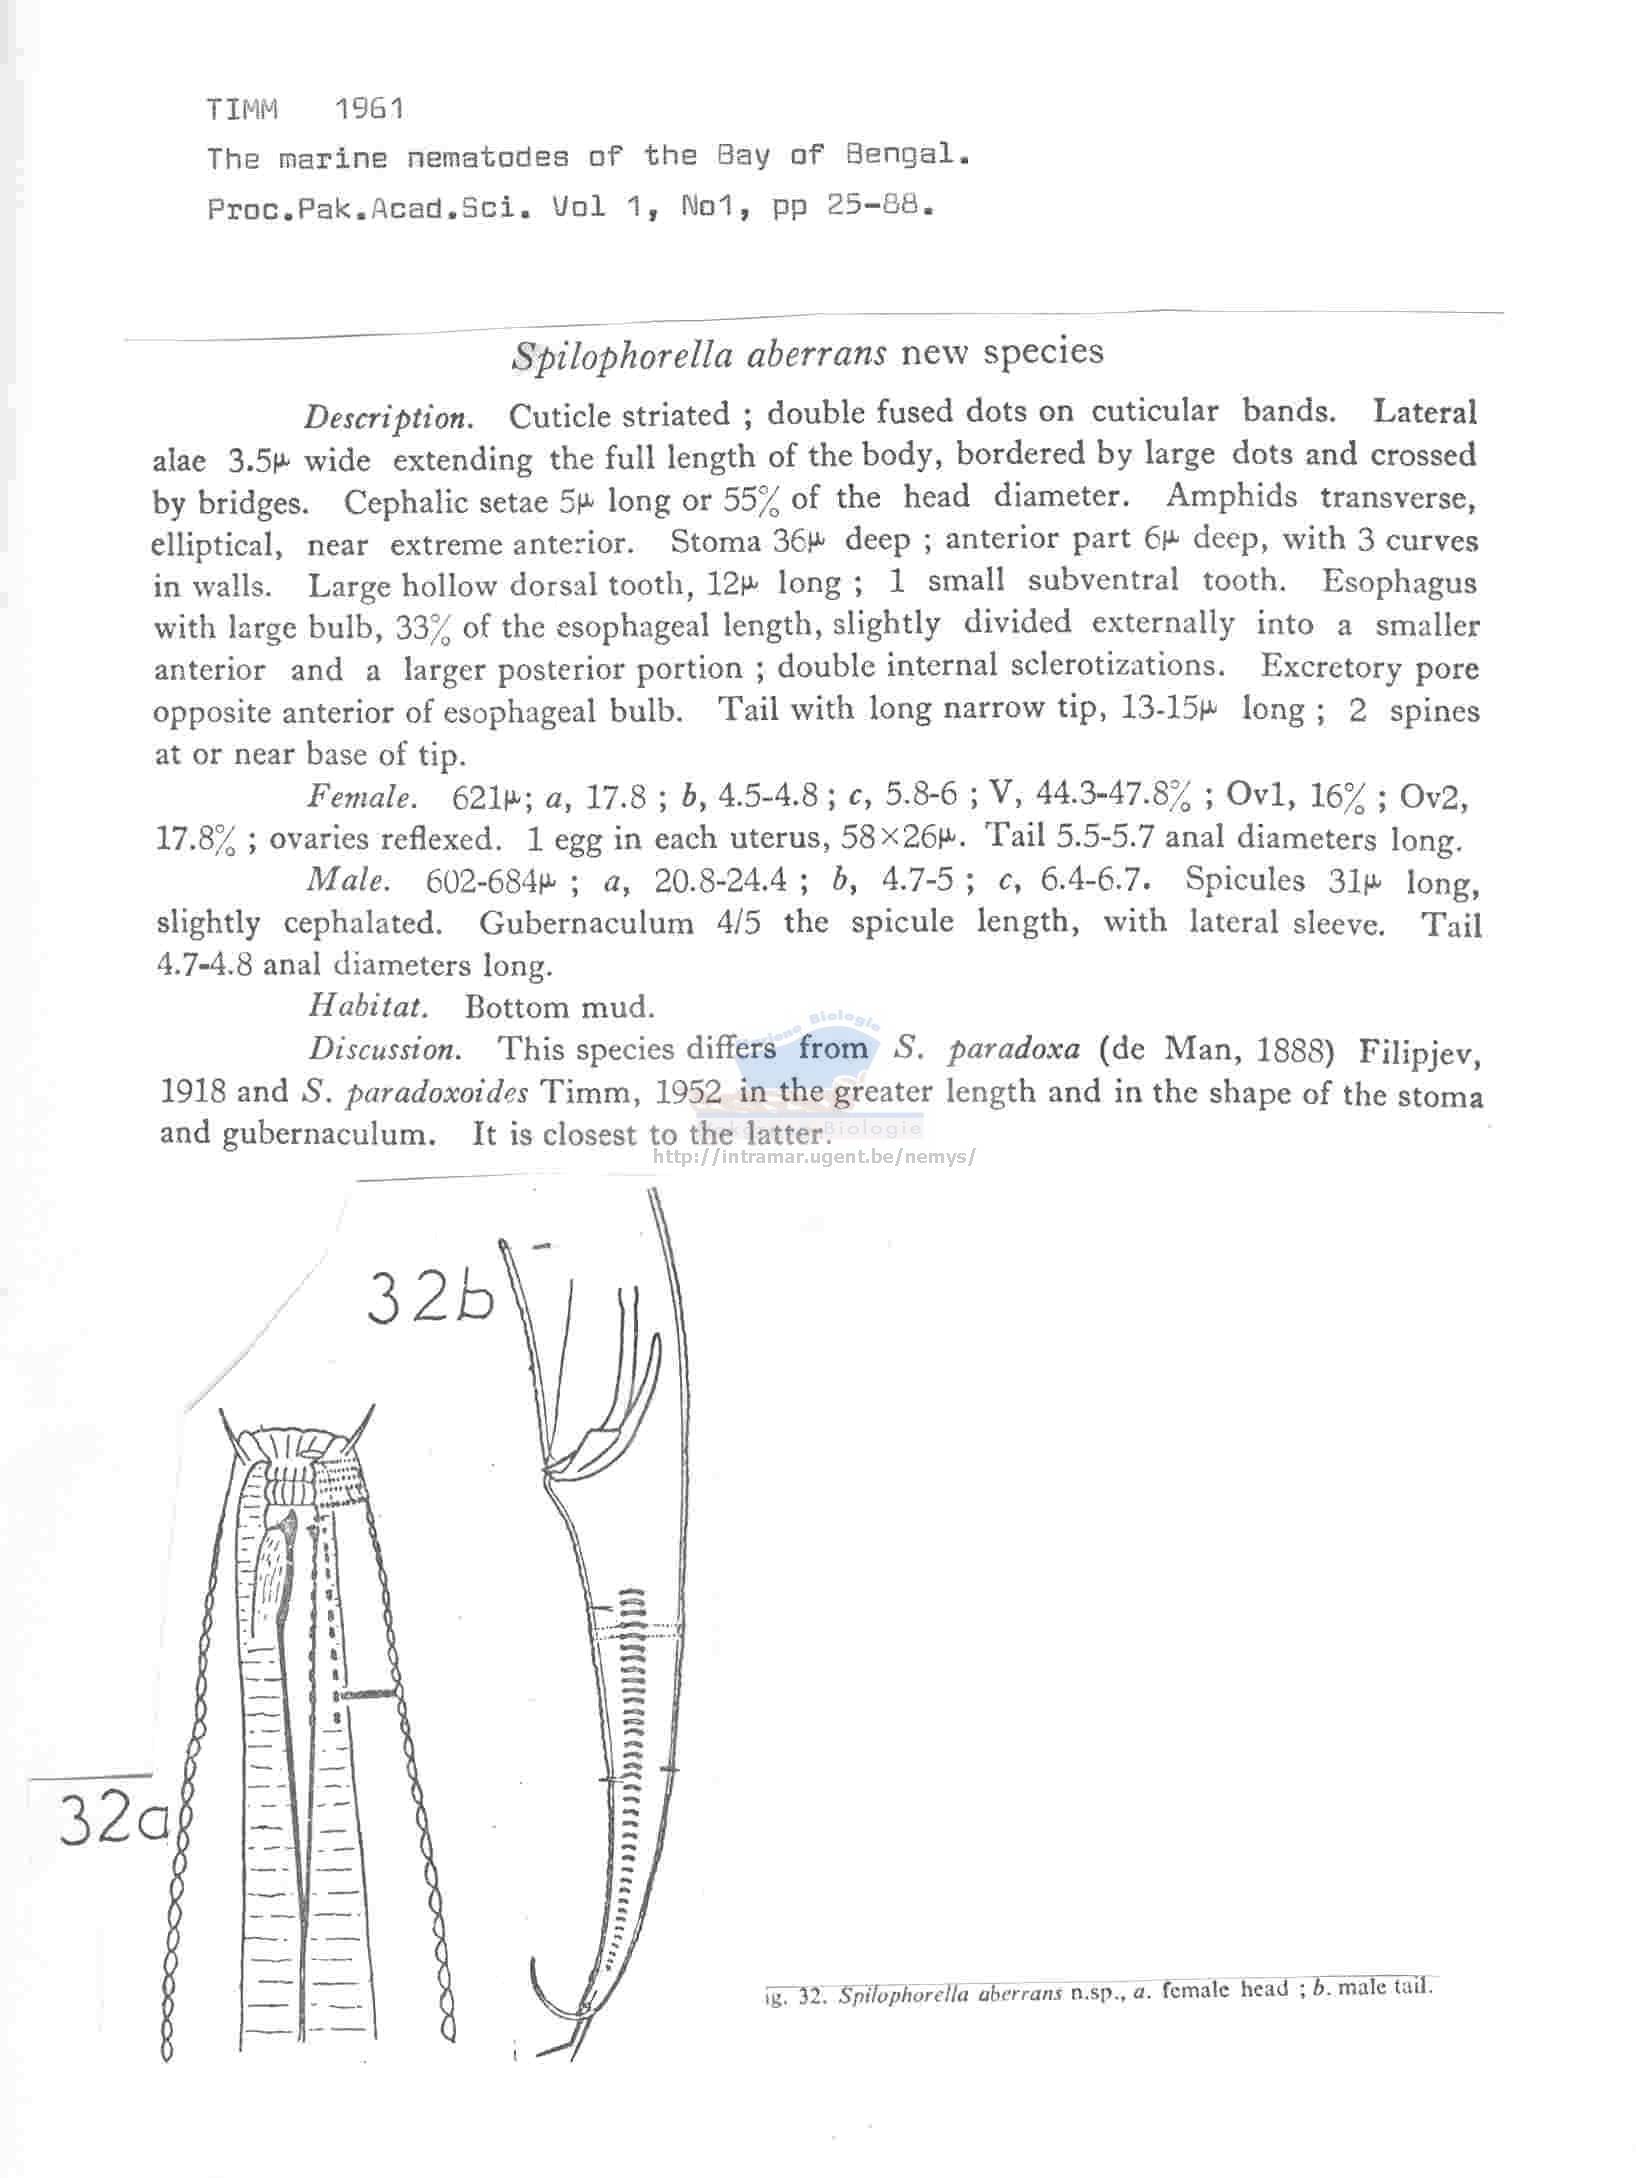 TIMM 1961
The marine nematodes of the Bay of Bengal.
Proc.Pak.Acad.Sci. Vol 1, No1, pp 25-88.
Spilophorella aberrans new species
Description. Cuticle striated ; double fused dots on cuticular bands. Lateral
alae 3.5μ wide extending the full length of the body, bordered by large dots and crossed
by bridges. Cephalic setae 5μ long or 55% of the head diameter. Amphids transverse,
elliptical, near extreme anterior. Stoma 36μ deep ; anterior part 6μ deep, with 3 curves
in walls. Large hollow dorsal tooth, 12μ long ; 1 small subventral tooth. Esophagus
with large bulb, 33% of the esophageal length, slightly divided externally into a smaller
anterior and a larger posterior portion ; double internal sclerotizations. Excretory pore
opposite anterior of esophageal bulb. Tail with long narrow tip, 13-15μ long ; 2 spines
at or near base of tip.
Female. 621μ; a, 17.8 ; b, 4.5-4.8 ; c, 5.8-6 ; V, 44.3-47.8% ; Ov1, 16% ; Ov2,
17.8% ; ovaries reflexed. 1 egg in each uterus, 58×26μ. Tail 5.5-5.7 anal diameters long.
Male. 602-684μ ; a, 20.8-24.4 ; b, 4.7-5 ; c, 6.4-6.7. Spicules 31μ long,
slightly cephalated. Gubernaculum 4/5 the spicule length, with lateral sleeve. Tail
4.7-4.8 anal diameters long.
Habitat. Bottom mud.
Discussion. This species differs from S. paradoxa (de Man, 1888) Filipjev,
1918 and S. paradoxoides Timm, 1952 in the greater length and in the shape of the stoma
and gubernaculum. It is closest to the latter.
Biologie
Biologie
http://intramar.ugent.be/nemys/
32b
32a
ig. 32. Spilophorella aberrans n.sp., a. female head ; b. male tail.